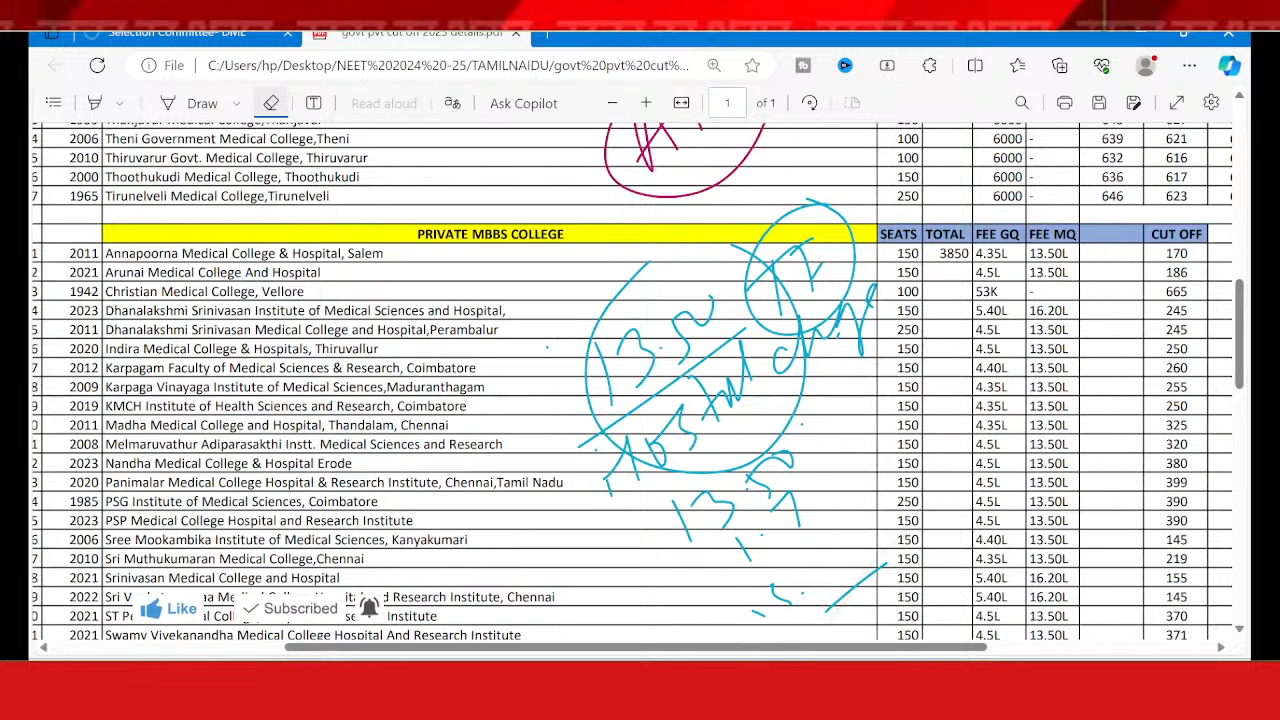 Selection Committee- DME
govt pvt cut off 2023 details.pdf
File C:/Users/hp/Desktop/NEET%202024%20-25/TAMILNAIDU/govt%20pvt%20cut%...
Draw Read aloud Ask Copilot 1 of 1
4 2006 Theni Government Medical College,Theni 100 6000 - 639 621
5 2010 Thiruvarur Govt. Medical College, Thiruvarur 100 6000 - 632 616
6 2000 Thoothukudi Medical College, Thoothukudi 150 6000 - 636 617
7 1965 Tirunelveli Medical College,Tirunelveli 250 6000 - 646 623
PRIVATE MBBS COLLEGE SEATS TOTAL FEE GQ FEE MQ CUT OFF
1 2011 Annapoorna Medical College & Hospital, Salem 150 3850 4.35L 13.50L 170
2 2021 Arunai Medical College And Hospital 150 4.5L 13.50L 186
3 1942 Christian Medical College, Vellore 100 53K - 665
4 2023 Dhanalakshmi Srinivasan Institute of Medical Sciences and Hospital, 150 5.40L 16.20L 245
5 2011 Dhanalakshmi Srinivasan Medical College and Hospital,Perambalur 250 4.5L 13.50L 245
6 2020 Indira Medical College & Hospitals, Thiruvallur 150 4.5L 13.50L 250
7 2012 Karpagam Faculty of Medical Sciences & Research, Coimbatore 150 4.40L 13.50L 260
8 2009 Karpaga Vinayaga Institute of Medical Sciences,Maduranthagam 150 4.35L 13.50L 255
9 2019 KMCH Institute of Health Sciences and Research, Coimbatore 150 4.35L 13.50L 250
0 2011 Madha Medical College and Hospital, Thandalam, Chennai 150 4.35L 13.50L 325
1 2008 Melmaruvathur Adiparasakthi Instt. Medical Sciences and Research 150 4.5L 13.50L 320
2 2023 Nandha Medical College & Hospital Erode 150 4.5L 13.50L 380
3 2020 Panimalar Medical College Hospital & Research Institute, Chennai,Tamil Nadu 150 4.5L 13.50L 399
4 1985 PSG Institute of Medical Sciences, Coimbatore 250 4.5L 13.50L 390
5 2023 PSP Medical College Hospital and Research Institute 150 4.5L 13.50L 390
6 2006 Sree Mookambika Institute of Medical Sciences, Kanyakumari 150 4.40L 13.50L 145
7 2010 Sri Muthukumaran Medical College,Chennai 150 4.35L 13.50L 219
8 2021 Srinivasan Medical College and Hospital 150 5.40L 16.20L 155
9 2022 Sri d Research Institute, Chennai 150 5.40L 16.20L 145
0 2021 ST Institute 150 4.5L 13.50L 370
1 2021 Swamy Vivekanandha Medical College Hospital And Research Institute 150 4.5L 13.50L 371
Like Subscribed
13.50
12
13.50